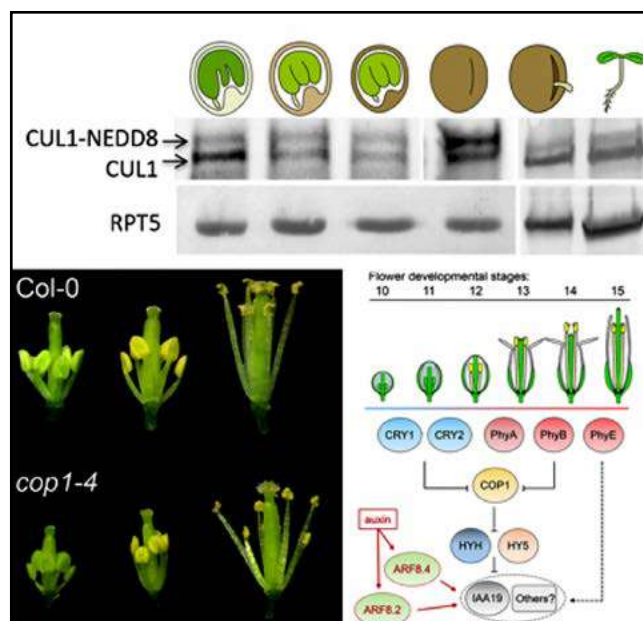 CUL1-NEDD8
CUL1
RPT5
Col-0
cop1-4
Flower developmental stages:
10 11 12 13 14 15
CRY1 CRY2 PhyA PhyB PhyE
COP1
auxin
HYH HY5
ARF8.4
IAA19 Others?
ARF8.2